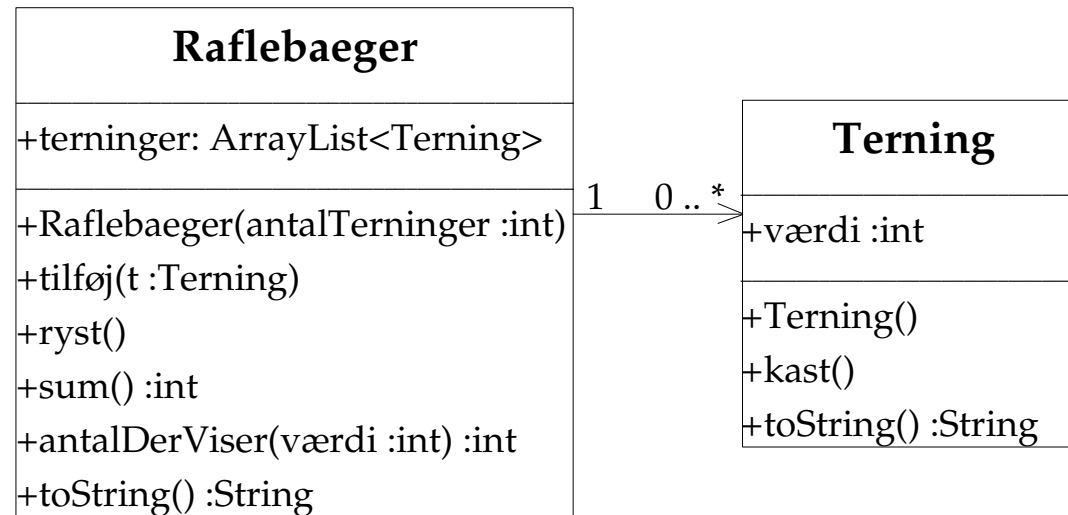 Raflebaeger
+terninger: ArrayList<Terning>
+Raflebaeger(antalTerninger :int)
+tilføj(t :Terning)
+ryst()
+sum() :int
+antalDerViser(værdi :int) :int
+toString() :String
1 0 .. *
Terning
+værdi :int
+Terning()
+kast()
+toString() :String